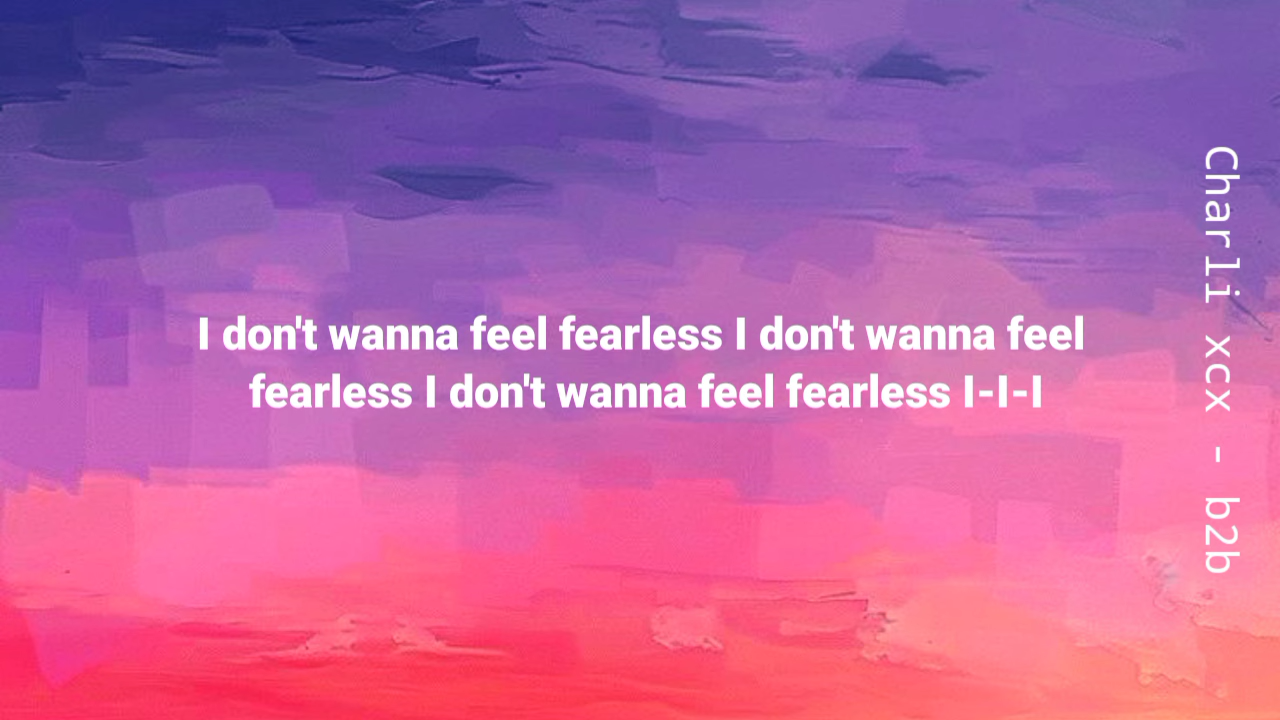 I don't wanna feel fearless I don't wanna feel
fearless I don't wanna feel fearless I-I-I
Charli xcx - b2b